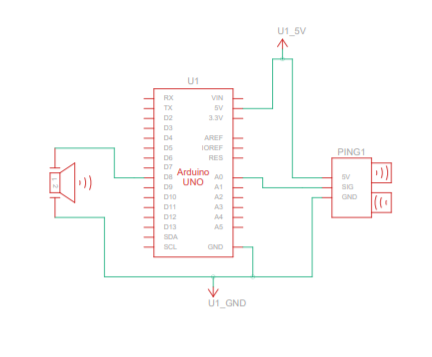 U1_5V
U1
RX
TX
D2
D3
D4
D5
D6
D7
D8
D9
D10
D11
D12
D13
SDA
SCL
Arduino
UNO
VIN
5V
3.3V
AREF
IOREF
RES
A0
A1
A2
A3
A4
A5
GND
PING1
5V
SIG
GND
1
2
U1_GND